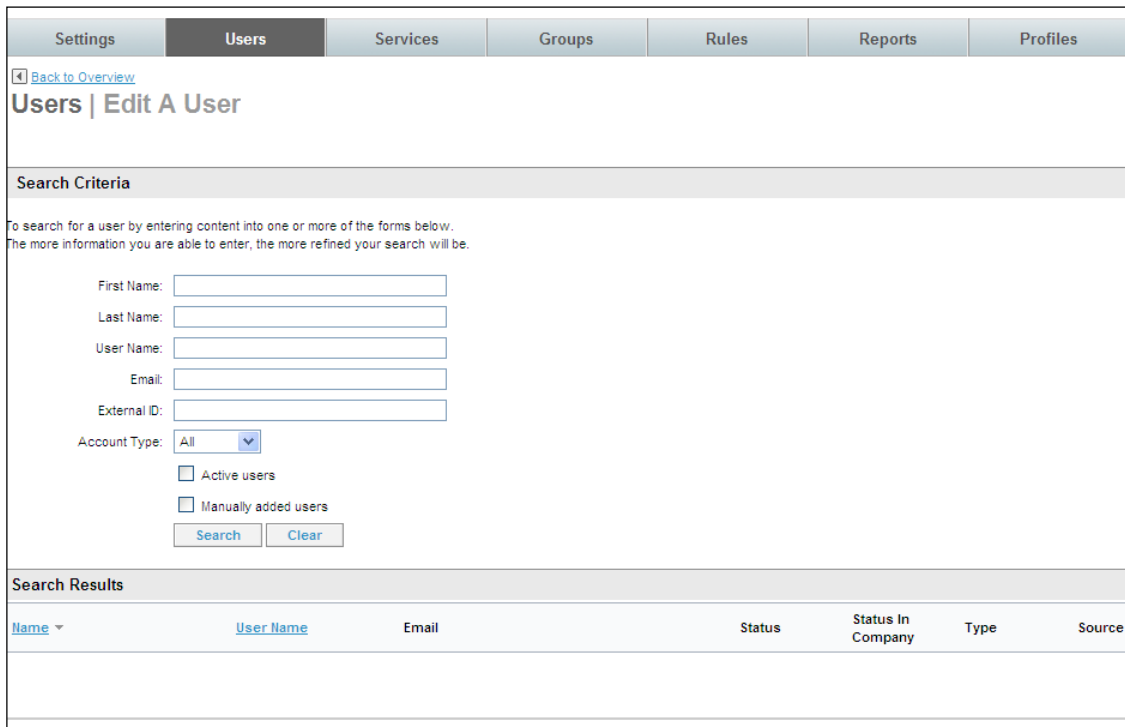 Settings Users Services Groups Rules Reports Profiles
Back to Overview
Users | Edit A User
Search Criteria
To search for a user by entering content into one or more of the forms below.
The more information you are able to enter, the more refined your search will be.
First Name:
Last Name:
User Name:
Email:
External ID:
Account Type: All
Active users
Manually added users
Search Clear
Search Results
Name User Name Email Status Status In Company Type Source